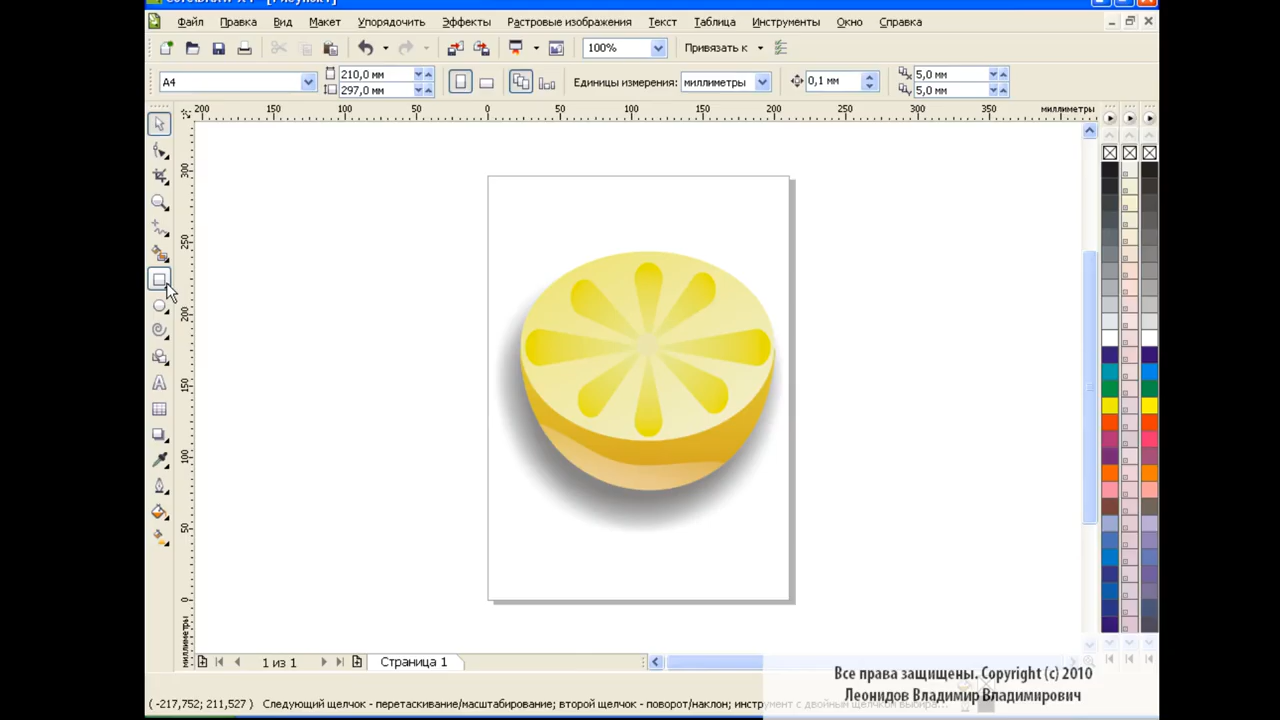 Файл Правка Вид Макет Упорядочить Эффекты Растровые изображения Текст Таблица Инструменты Окно Справка
100% Привязать к
A4 210,0 мм 297,0 мм Единицы измерения: миллиметры 0,1 мм 5,0 мм 5,0 мм
200 150 100 50 0 50 100 150 200 250 300 350 миллиметры
300
250
200
150
100
50
0
миллиметры
1 из 1 Страница 1
Все права защищены. Copyright (c) 2010
Леонидов Владимир Владимирович
( -217,752; 211,527 ) Следующий щелчок - перетаскивание/масштабирование; второй щелчок - поворот/наклон; инструмент с двойным щелчком выбира...